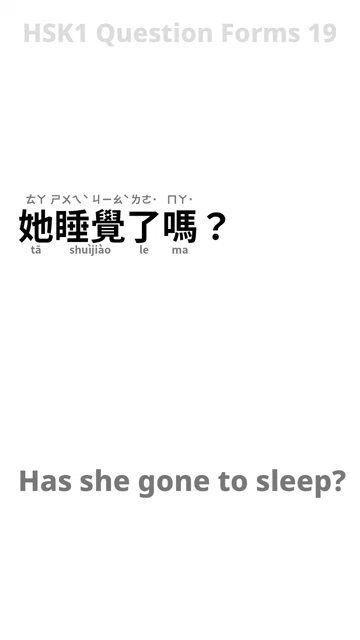 HSK1 Question Forms 19
ㄊㄚ ㄕㄨㄟˋ ㄐㄧㄠˋ ㄌㄜ˙ ㄇㄚ˙
她睡覺了嗎？
tā shuìjiào le ma
Has she gone to sleep?